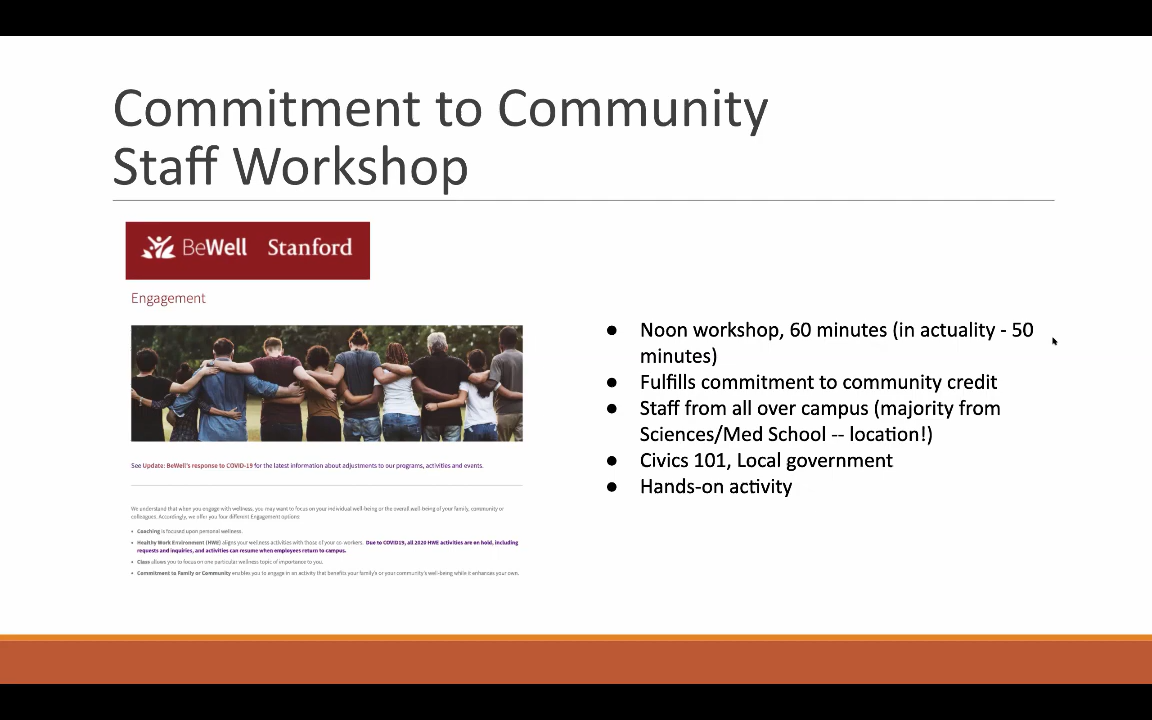 Commitment to Community
Staff Workshop
BeWell Stanford
Engagement
See Update: BeWell's response to COVID-19 for the latest information about adjustments to our programs, activities and events.
We understand that when you engage with wellness, you may want to focus on your individual well-being or the overall well-being of your family, community or
colleagues. Accordingly, we offer you four different Engagement options:
• Coaching is focused upon personal wellness.
• Healthy Work Environment (HWE) aligns your wellness activities with those of your co-workers. Due to COVID19, all 2020 HWE activities are on hold, including
requests and inquiries, and activities can resume when employees return to campus.
• Class allows you to focus on one particular wellness topic of importance to you.
• Commitment to Family or Community enables you to engage in an activity that benefits your family's or your community's well-being while it enhances your own.
● Noon workshop, 60 minutes (in actuality - 50
minutes)
● Fulfills commitment to community credit
● Staff from all over campus (majority from
Sciences/Med School -- location!)
● Civics 101, Local government
● Hands-on activity